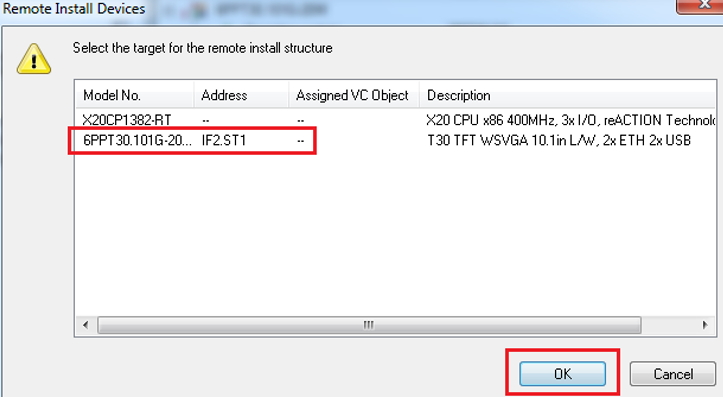 Remote Install Devices
Select the target for the remote install structure
Model No. Address Assigned VC Object Description
X20CP1382-RT -- -- X20 CPU x86 400MHz, 3x I/O, reACTION Technolo
6PPT30.101G-20... IF2.ST1 -- T30 TFT WSVGA 10.1in L/W, 2x ETH 2x USB
OK Cancel